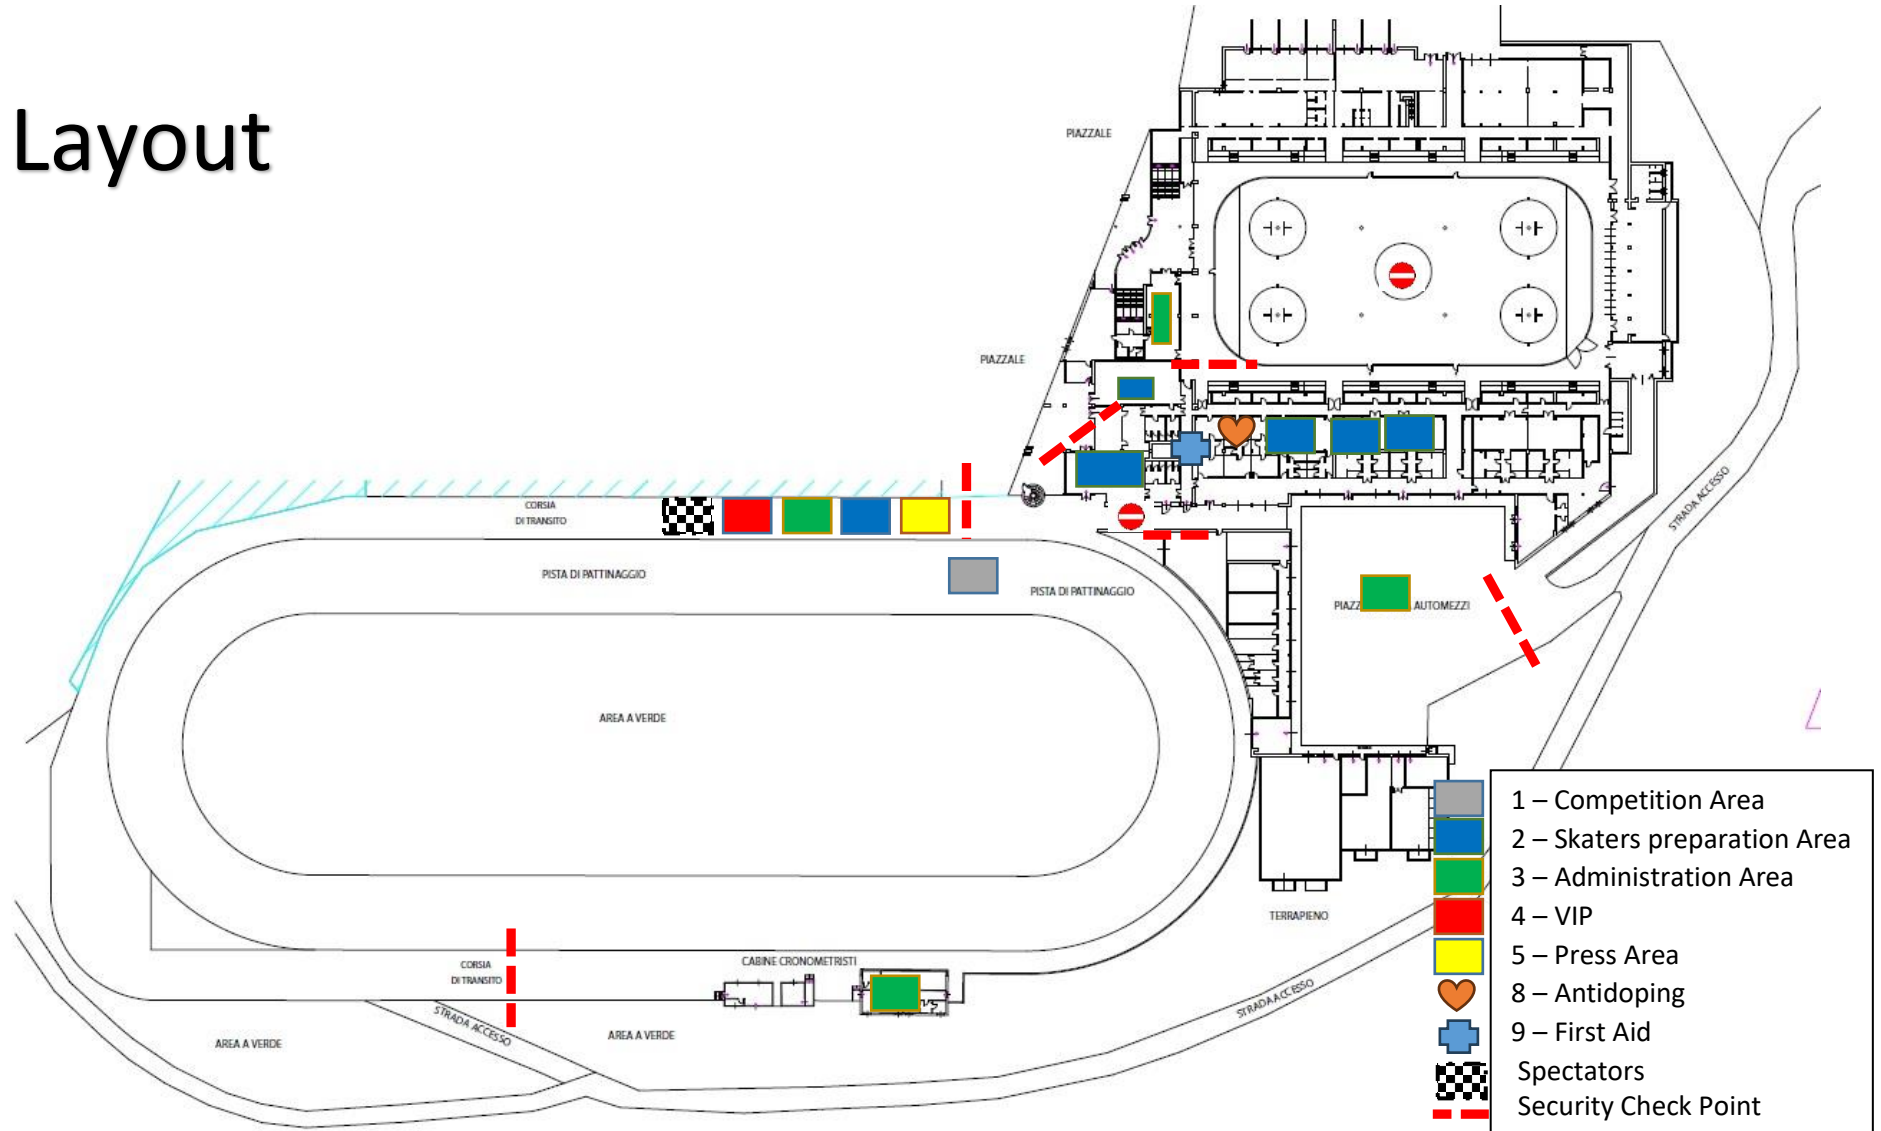 Layout
PIAZZALE
PIAZZALE
STRADA ACCESSO
CORSIA
DI TRANSITO
PISTA DI PATTINAGGIO
PISTA DI PATTINAGGIO
AUTOMEZZI
AREA A VERDE
1 – Competition Area
2 – Skaters preparation Area
3 – Administration Area
4 – VIP
5 – Press Area
8 – Antidoping
9 – First Aid
Spectators
Security Check Point
TERRAPIENO
CORSIA
DI TRANSITO
CABINE CRONOMETRISTI
STRADA ACCESSO
STRADA ACCESSO
AREA A VERDE
AREA A VERDE